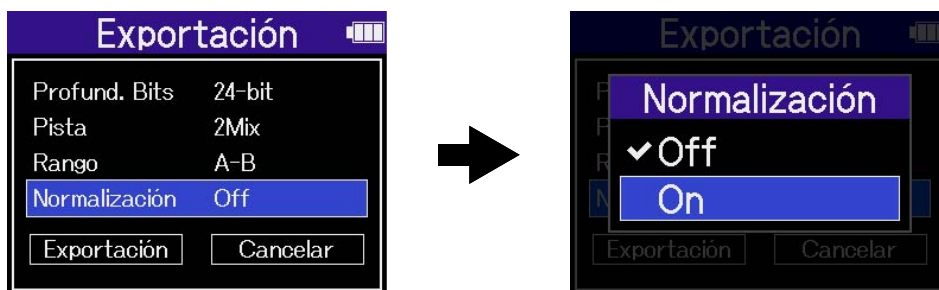 Exportación
Profund. Bits 24-bit
Pista 2Mix
Rango A-B
Normalización Off
Exportación Cancelar
Exportación
Normalización
Off
On
Exportación Cancelar